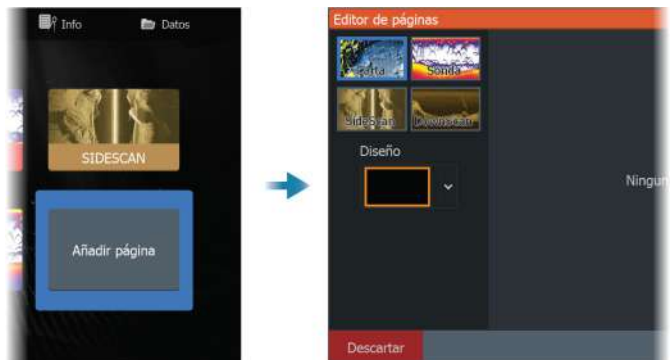 Info
Datos
SIDESCAN
Añadir página
Editor de páginas
Carta
Sonda
SideScan
DownScan
Diseño
Ningun
Descartar